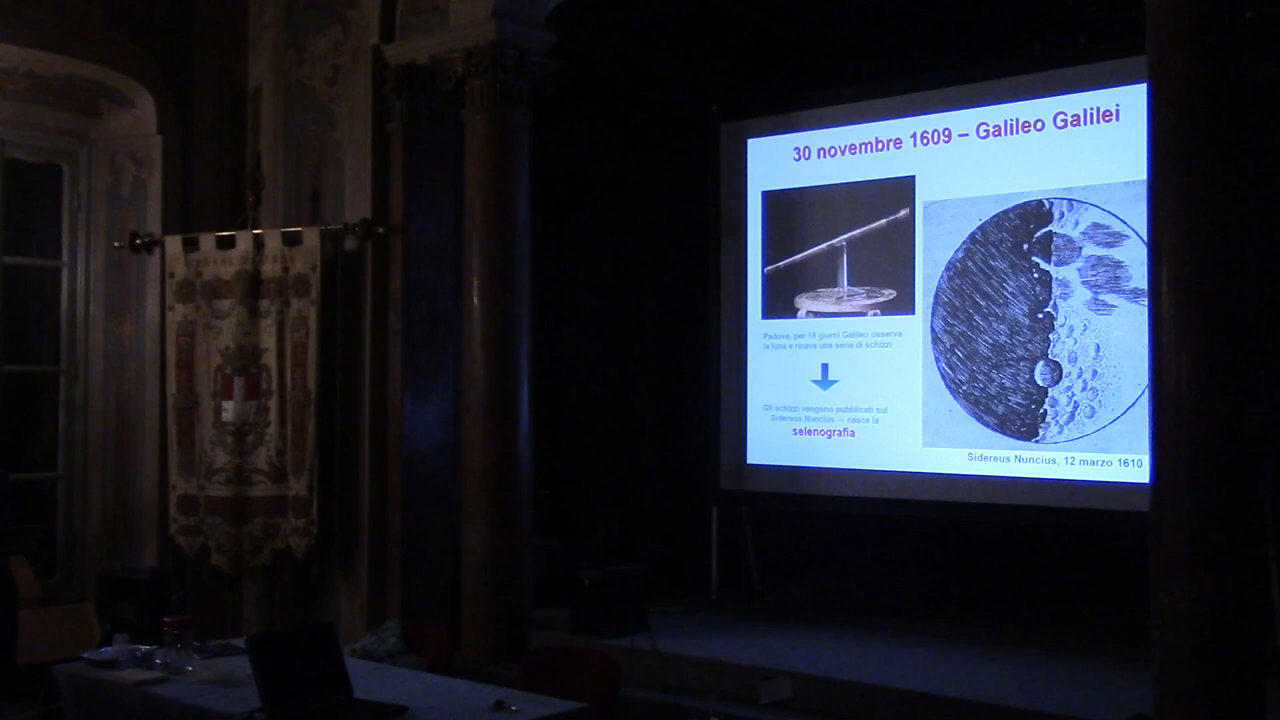 30 novembre 1609 – Galileo Galilei
Padova, per 18 giorni Galileo osserva
la luna e ricava una serie di schizzi
Gli schizzi vengono pubblicati sul
Sidereus Nuncius → nasce la
selenografia
Sidereus Nuncius, 12 marzo 1610